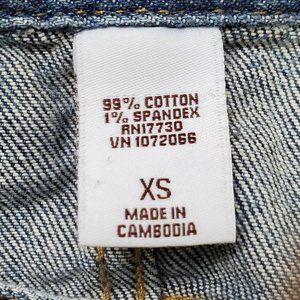 99% COTTON
1% SPANDEX
RN17730
VN 1072066
XS
MADE IN
CAMBODIA